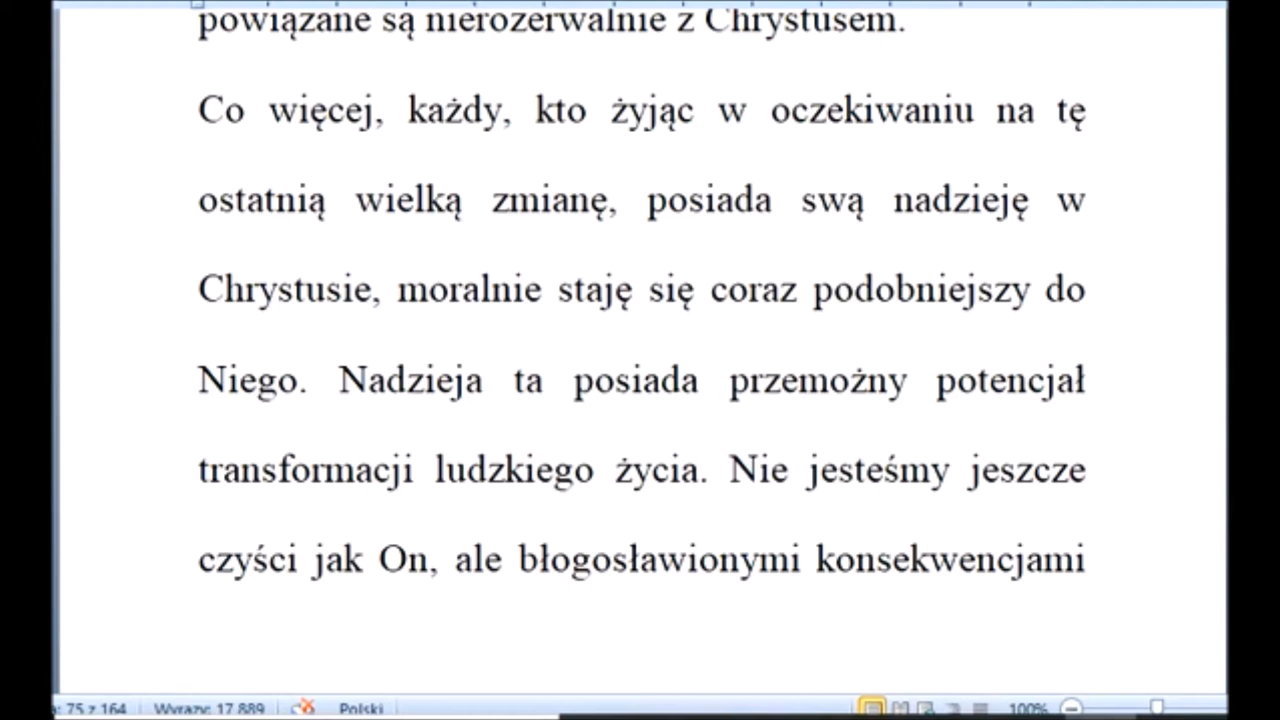 powiązane są nierozerwalnie z Chrystusem.
Co więcej, każdy, kto żyjąc w oczekiwaniu na tę
ostatnią wielką zmianę, posiada swą nadzieję w
Chrystusie, moralnie staję się coraz podobniejszy do
Niego. Nadzieja ta posiada przemożny potencjał
transformacji ludzkiego życia. Nie jesteśmy jeszcze
czyści jak On, ale błogosławionymi konsekwencjami
: 75 z 164 Wyrazy: 17 889 Polski 100%